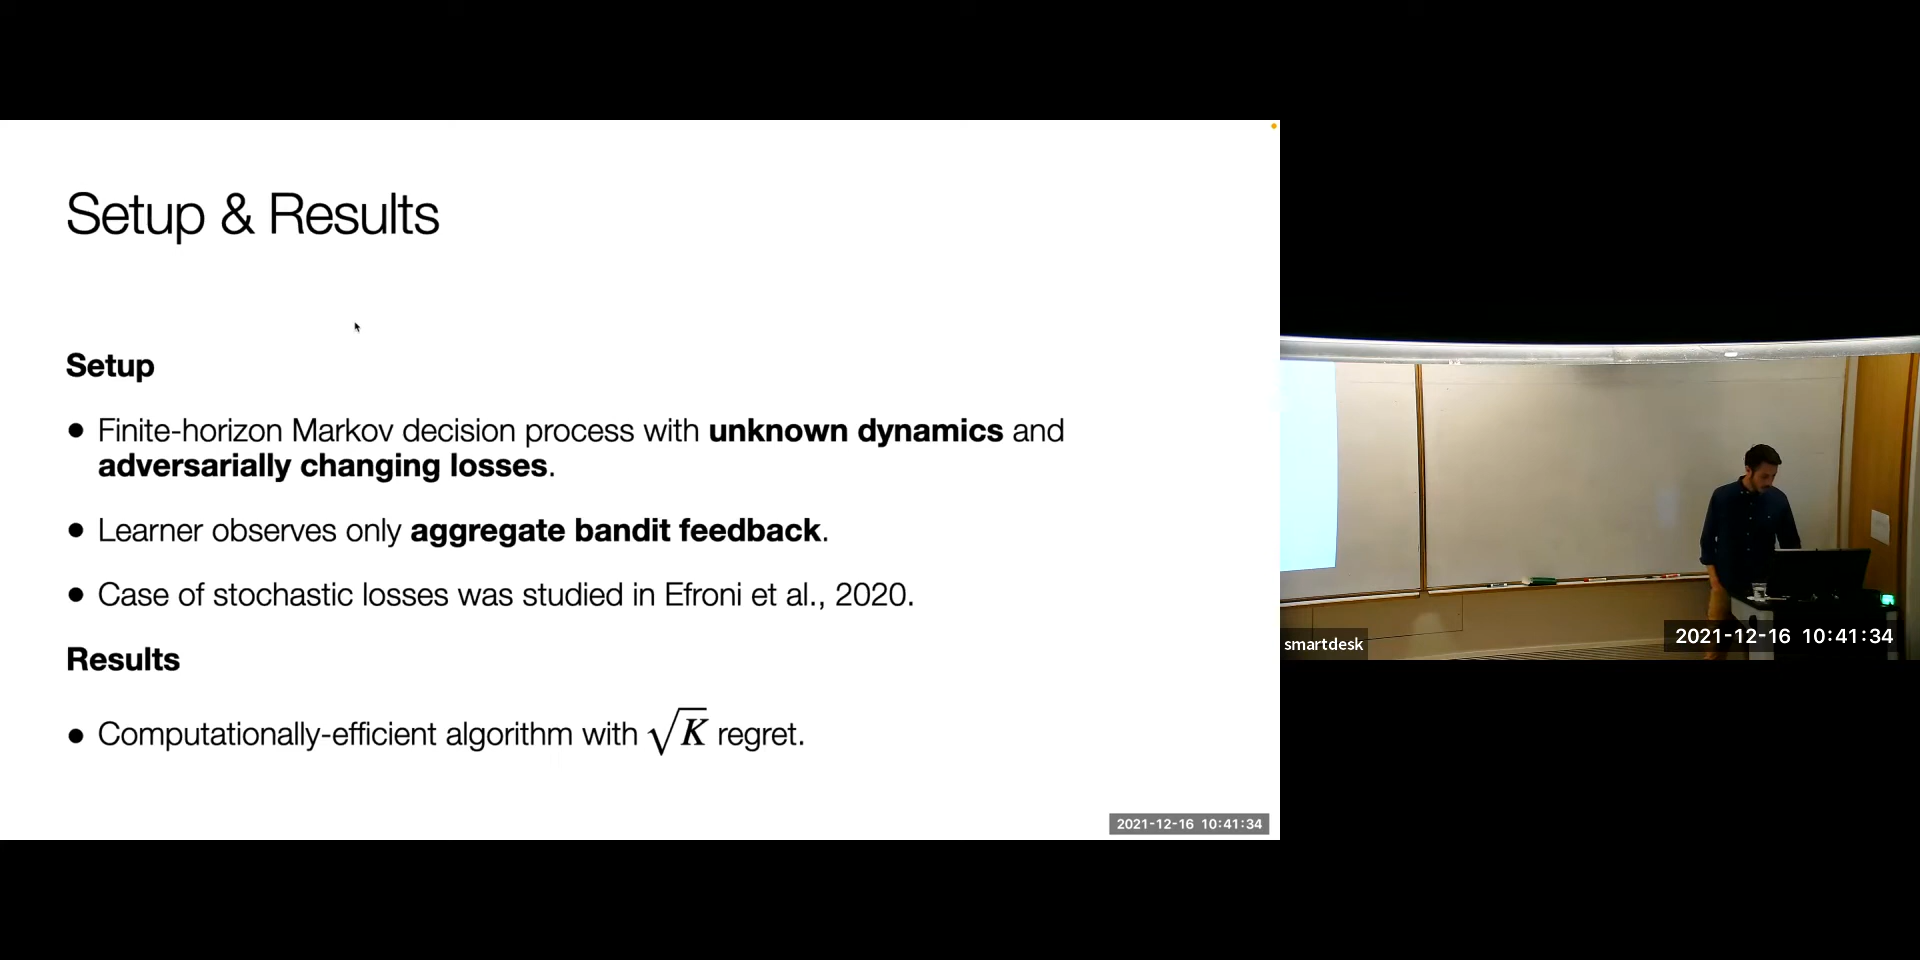 Setup & Results
Setup
● Finite-horizon Markov decision process with unknown dynamics and
adversarially changing losses.
● Learner observes only aggregate bandit feedback.
● Case of stochastic losses was studied in Efroni et al., 2020.
Results
● Computationally-efficient algorithm with √K regret.
2021-12-16 10:41:34
smartdesk
2021-12-16 10:41:34